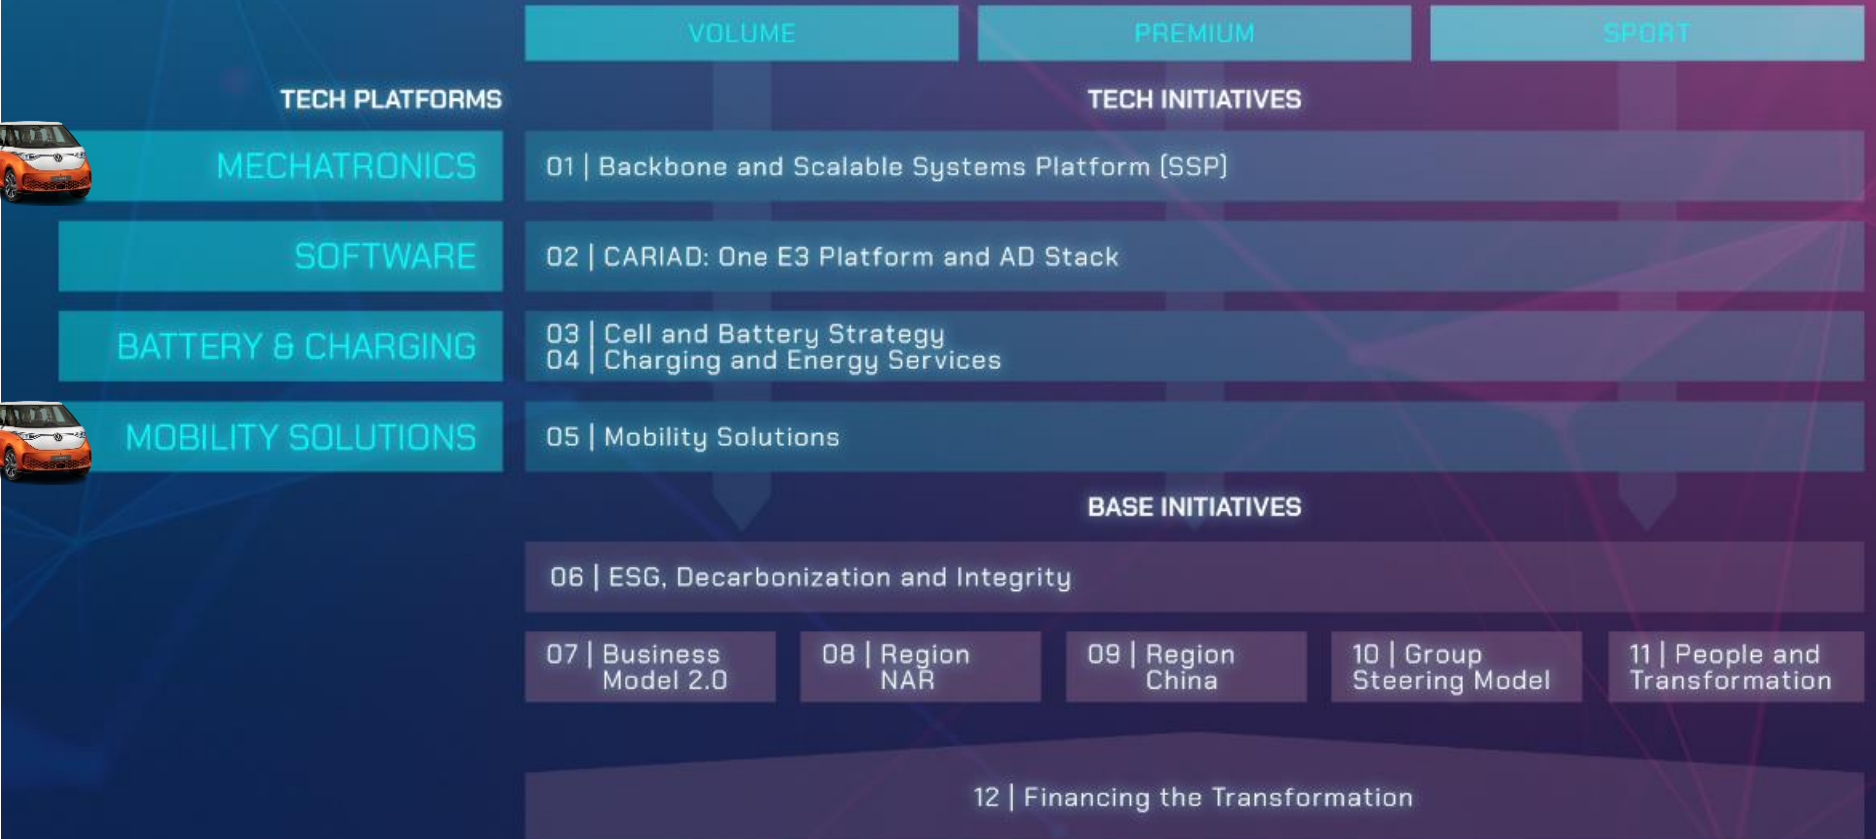 VOLUME
PREMIUM
SPORT
TECH PLATFORMS
TECH INITIATIVES
MECHATRONICS
01 | Backbone and Scalable Systems Platform (SSP)
SOFTWARE
02 | CARIAD: One E3 Platform and AD Stack
BATTERY & CHARGING
03 | Cell and Battery Strategy
04 | Charging and Energy Services
MOBILITY SOLUTIONS
05 | Mobility Solutions
BASE INITIATIVES
06 | ESG, Decarbonization and Integrity
07 | Business
Model 2.0
08 | Region
NAR
09 | Region
China
10 | Group
Steering Model
11 | People and
Transformation
12 | Financing the Transformation